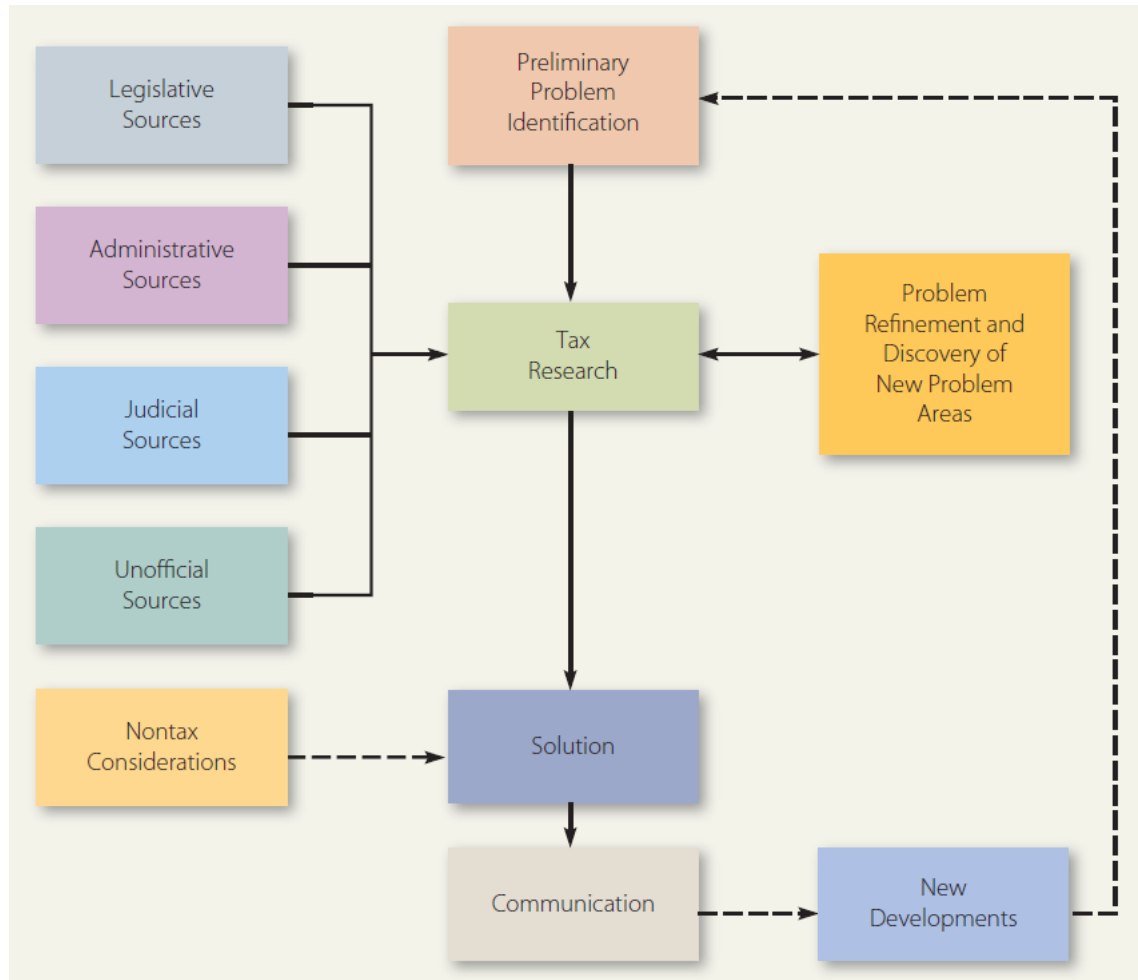 Legislative
Sources
Preliminary
Problem
Identification
Administrative
Sources
Tax
Research
Problem
Refinement and
Discovery of
New Problem
Areas
Judicial
Sources
Unofficial
Sources
Nontax
Considerations
Solution
Communication
New
Developments